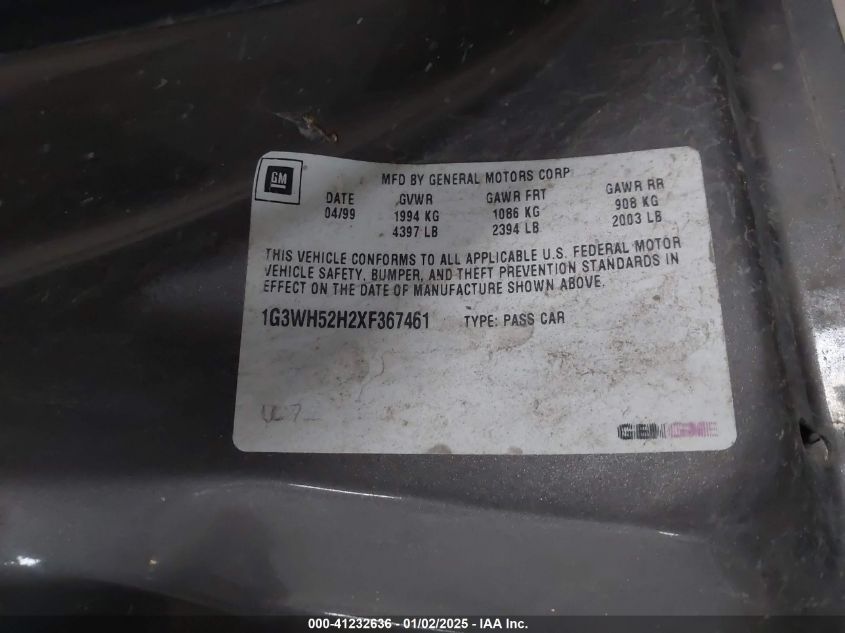 GM
MFD BY GENERAL MOTORS CORP
DATE GVWR GAWR FRT GAWR RR
04/99 1994 KG 1086 KG 908 KG
4397 LB 2394 LB 2003 LB
THIS VEHICLE CONFORMS TO ALL APPLICABLE U.S. FEDERAL MOTOR
VEHICLE SAFETY, BUMPER, AND THEFT PREVENTION STANDARDS IN
EFFECT ON THE DATE OF MANUFACTURE SHOWN ABOVE.
1G3WH52H2XF367461 TYPE: PASS CAR
000-41232636 - 01/02/2025 - IAA Inc.